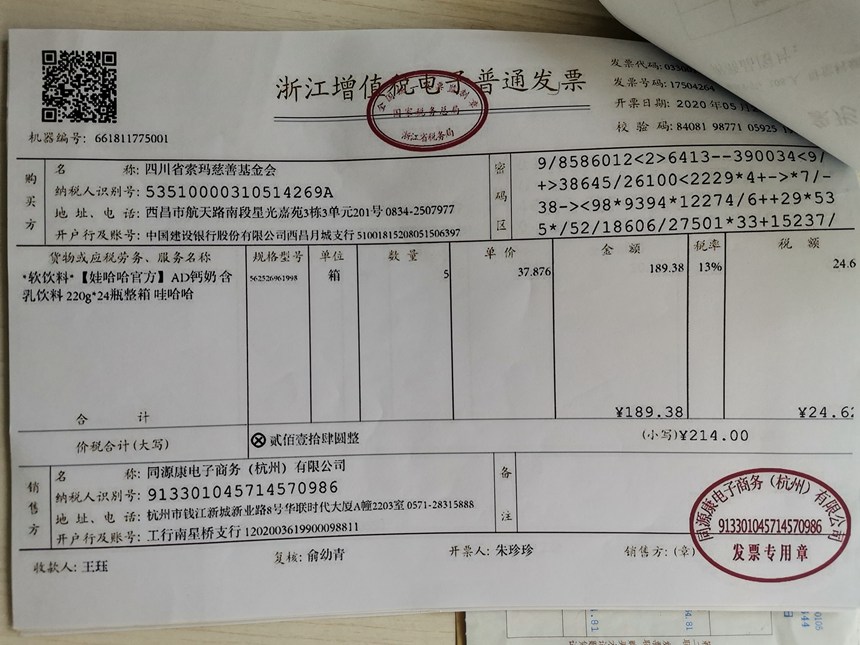 浙江增值税电子普通发票
国家税务总局
浙江省税务局
发票代码:
发票号码: 17504264
开票日期: 2020 年05月
校 验 码: 84081 98771 05925
机器编号: 661811775001
购买方
名 称: 四川省索玛慈善基金会
纳税人识别号: 53510000310514269A
地 址、电 话: 西昌市航天路南段星光嘉苑3栋3单元201号 0834-2507977
开户行及账号: 中国建设银行股份有限公司西昌月城支行 51001815208051506397
密码区
9/8586012<2>6413--390034<9/
+>38645/26100<2229*4+->*7/-
38-><98*9394*12274/6++29*53
5*/52/18606/27501*33+15237/
货物或应税劳务、服务名称 规格型号 单位 数 量 单 价 金 额 税率 税 额
*软饮料*【娃哈哈官方】AD钙奶 含 562526961998 箱 5 37.876 189.38 13% 24.6
乳饮料 220g*24瓶整箱 娃哈哈
合 计 ¥189.38 ¥24.62
价税合计(大写) ⊗贰佰壹拾肆圆整 (小写)¥214.00
销售方
名 称: 同源康电子商务（杭州）有限公司
纳税人识别号: 913301045714570986
地 址、电 话: 杭州市钱江新城新业路8号华联时代大厦A幢2203室 0571-28315888
开户行及账号: 工行南星桥支行 1202003619900098811
备注
收款人: 王珏 复核: 俞幼青 开票人: 朱珍珍 销售方: (章)
同源康电子商务（杭州）有限公司
913301045714570986
发票专用章